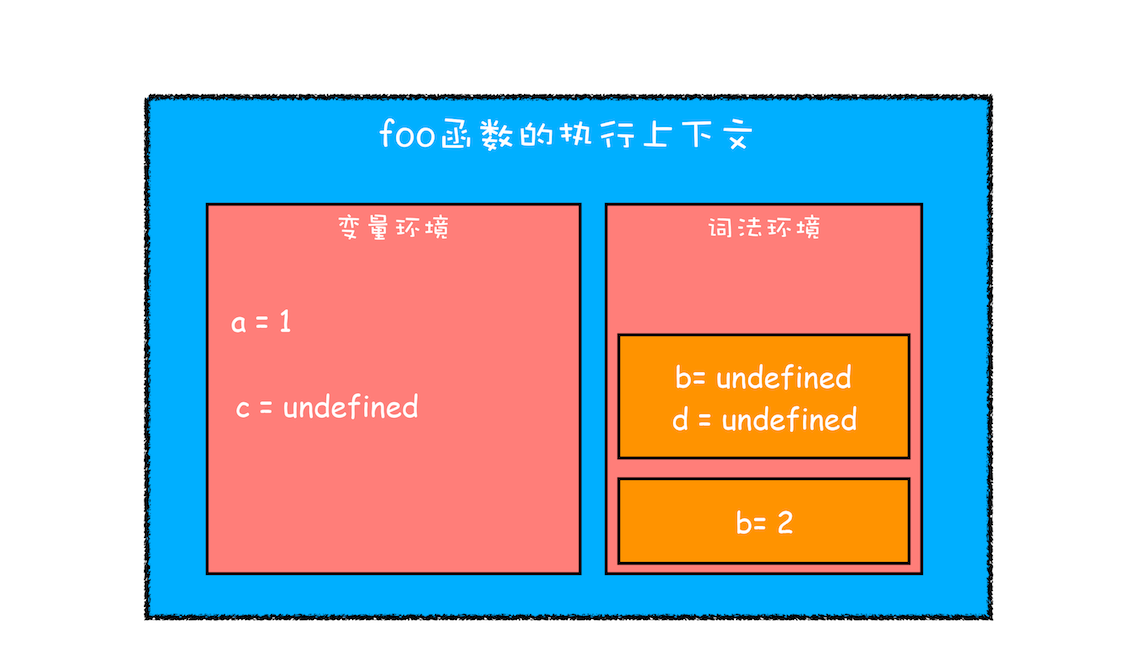 foo函数的执行上下文
变量环境
a = 1
c = undefined
词法环境
b= undefined
d = undefined
b= 2